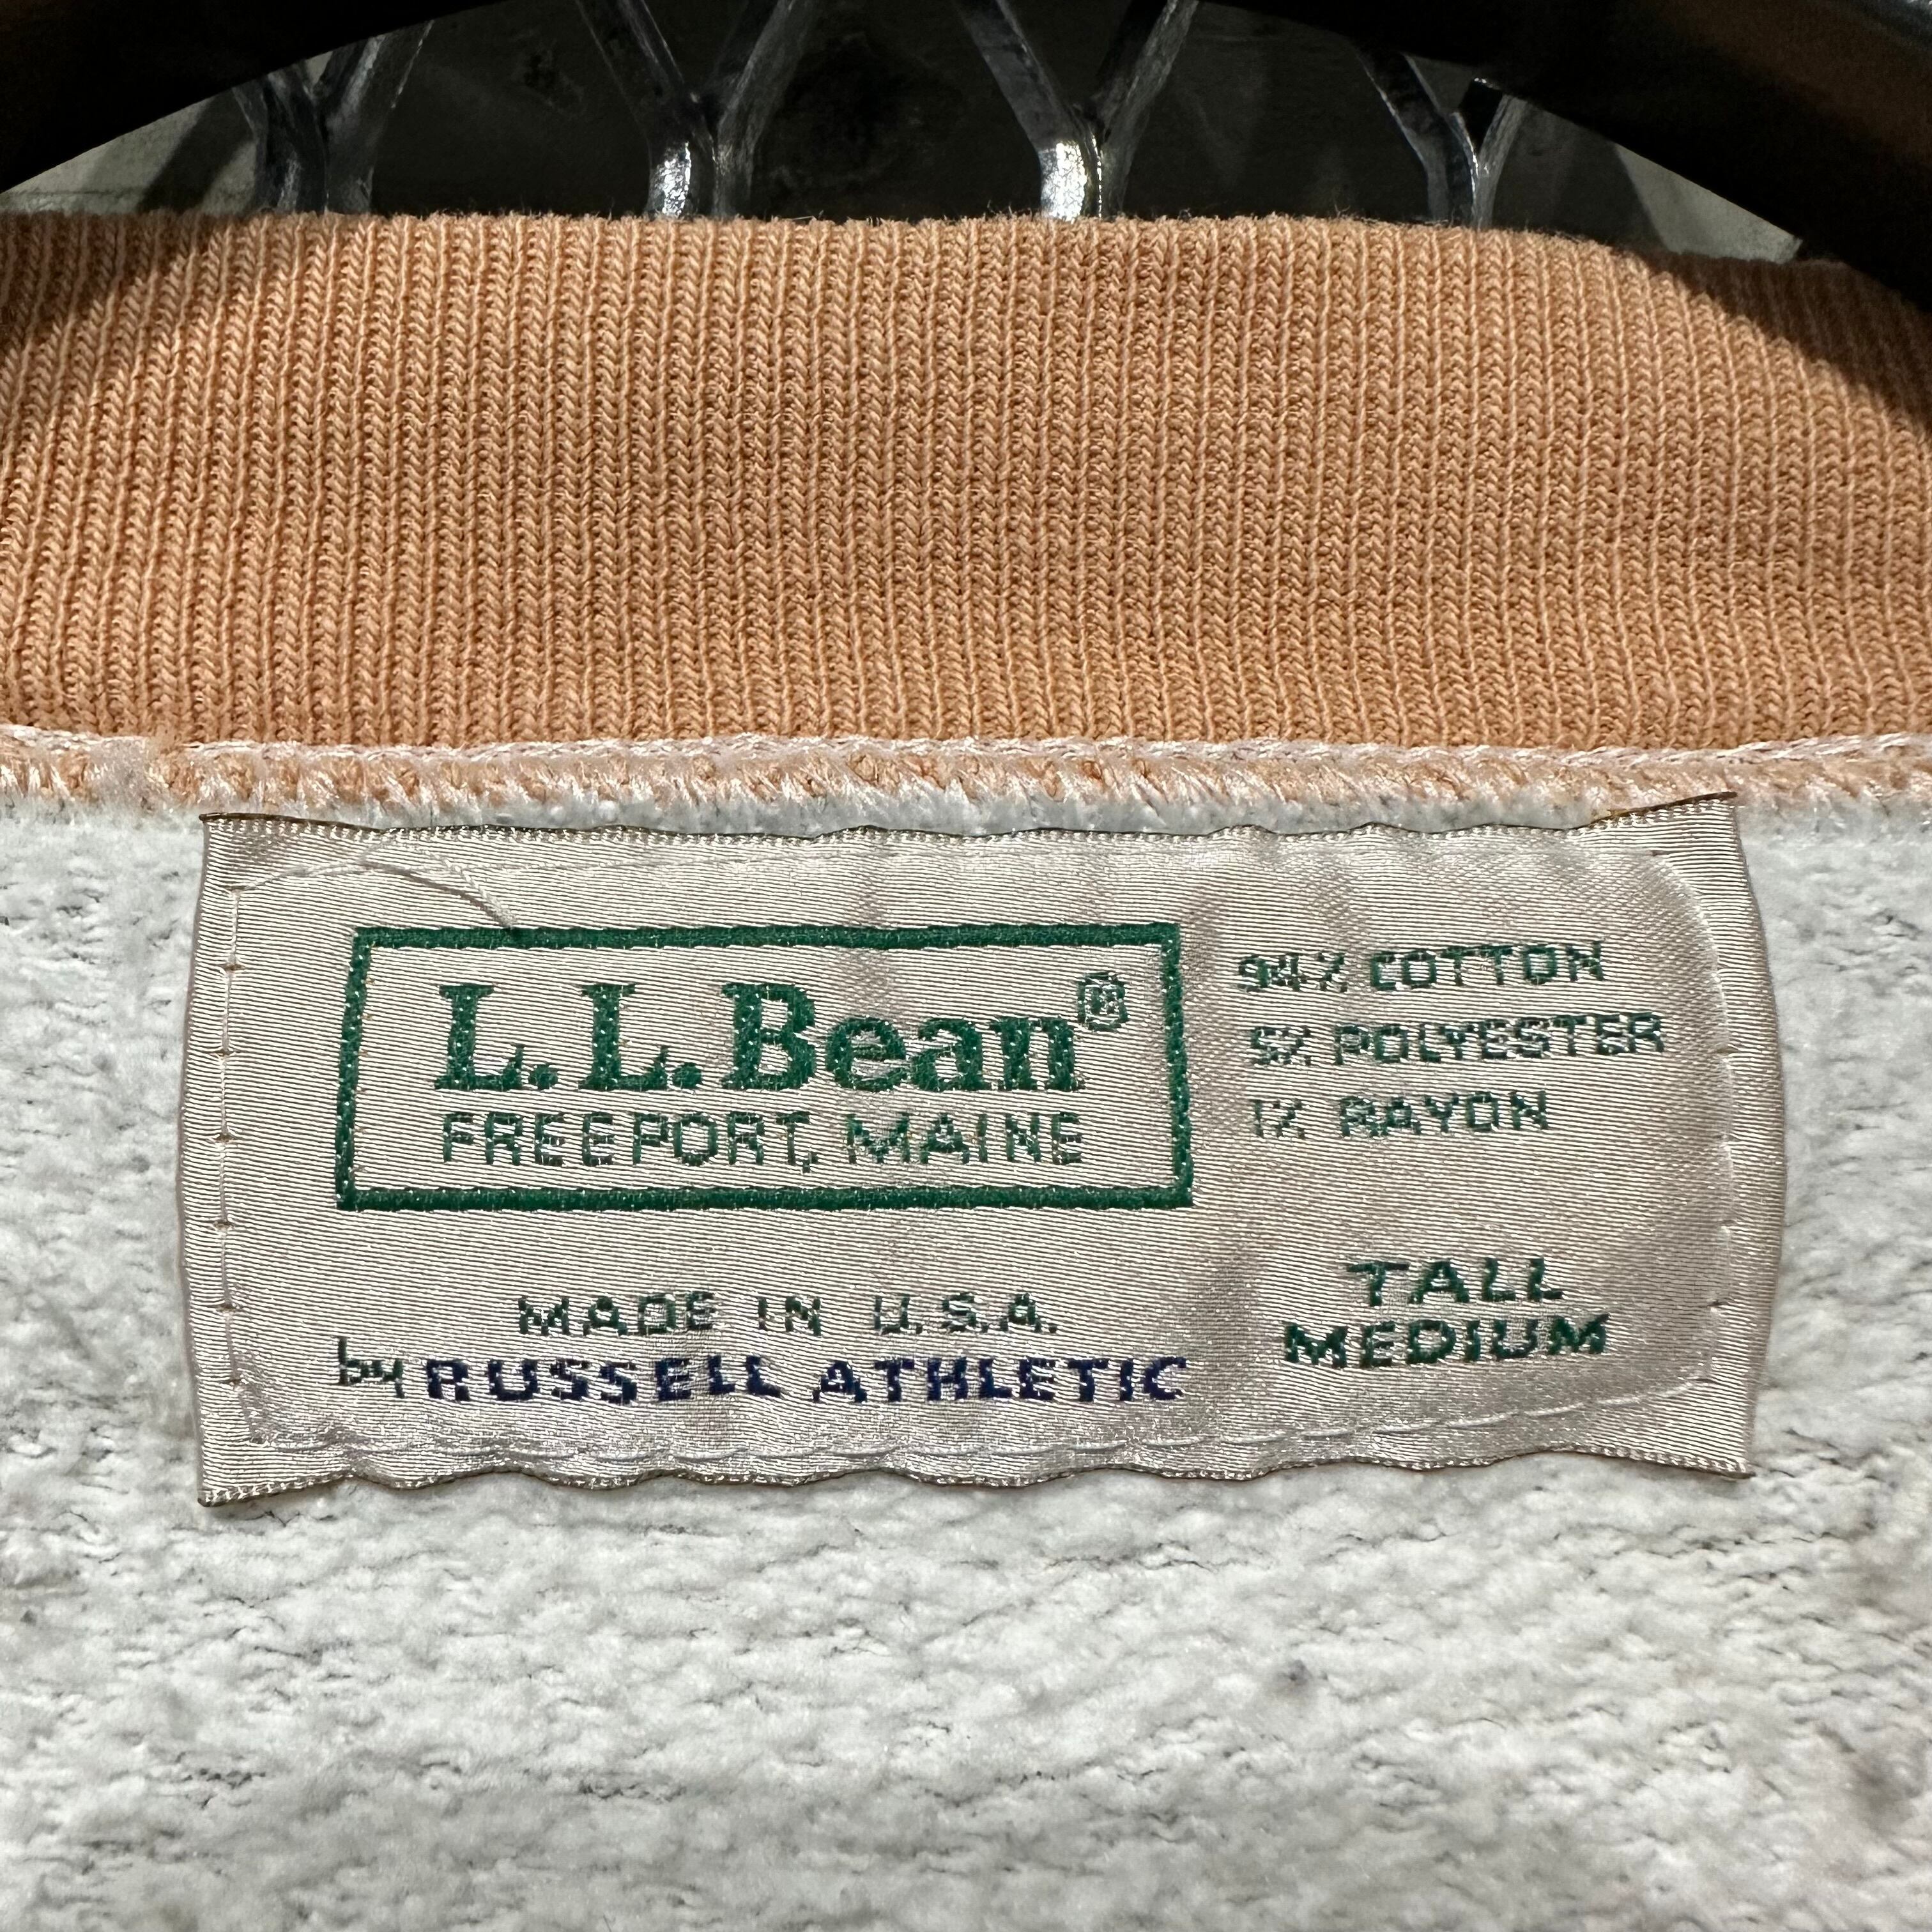 L.L.Bean®
FREEPORT, MAINE
94% COTTON
5% POLYESTER
1% RAYON
MADE IN U.S.A.
by RUSSELL ATHLETIC
TALL
MEDIUM